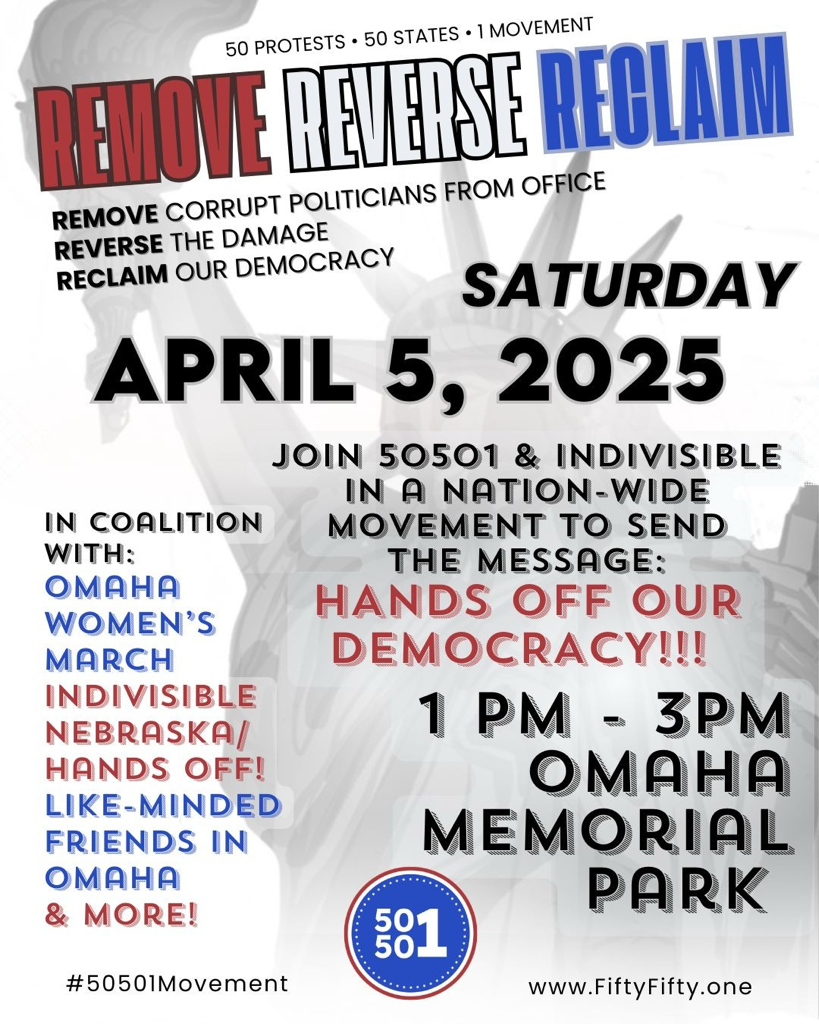 50 PROTESTS • 50 STATES • 1 MOVEMENT
REMOVE REVERSE RECLAIM
REMOVE CORRUPT POLITICIANS FROM OFFICE
REVERSE THE DAMAGE
RECLAIM OUR DEMOCRACY
SATURDAY
APRIL 5, 2025
JOIN 50501 & INDIVISIBLE
IN A NATION-WIDE
MOVEMENT TO SEND
THE MESSAGE:
HANDS OFF OUR
DEMOCRACY!!!
IN COALITION
WITH:
OMAHA
WOMEN'S
MARCH
INDIVISIBLE
NEBRASKA/
HANDS OFF!
LIKE-MINDED
FRIENDS IN
OMAHA
& MORE!
1 PM - 3PM
OMAHA
MEMORIAL
PARK
50
501
#50501Movement
www.FiftyFifty.one